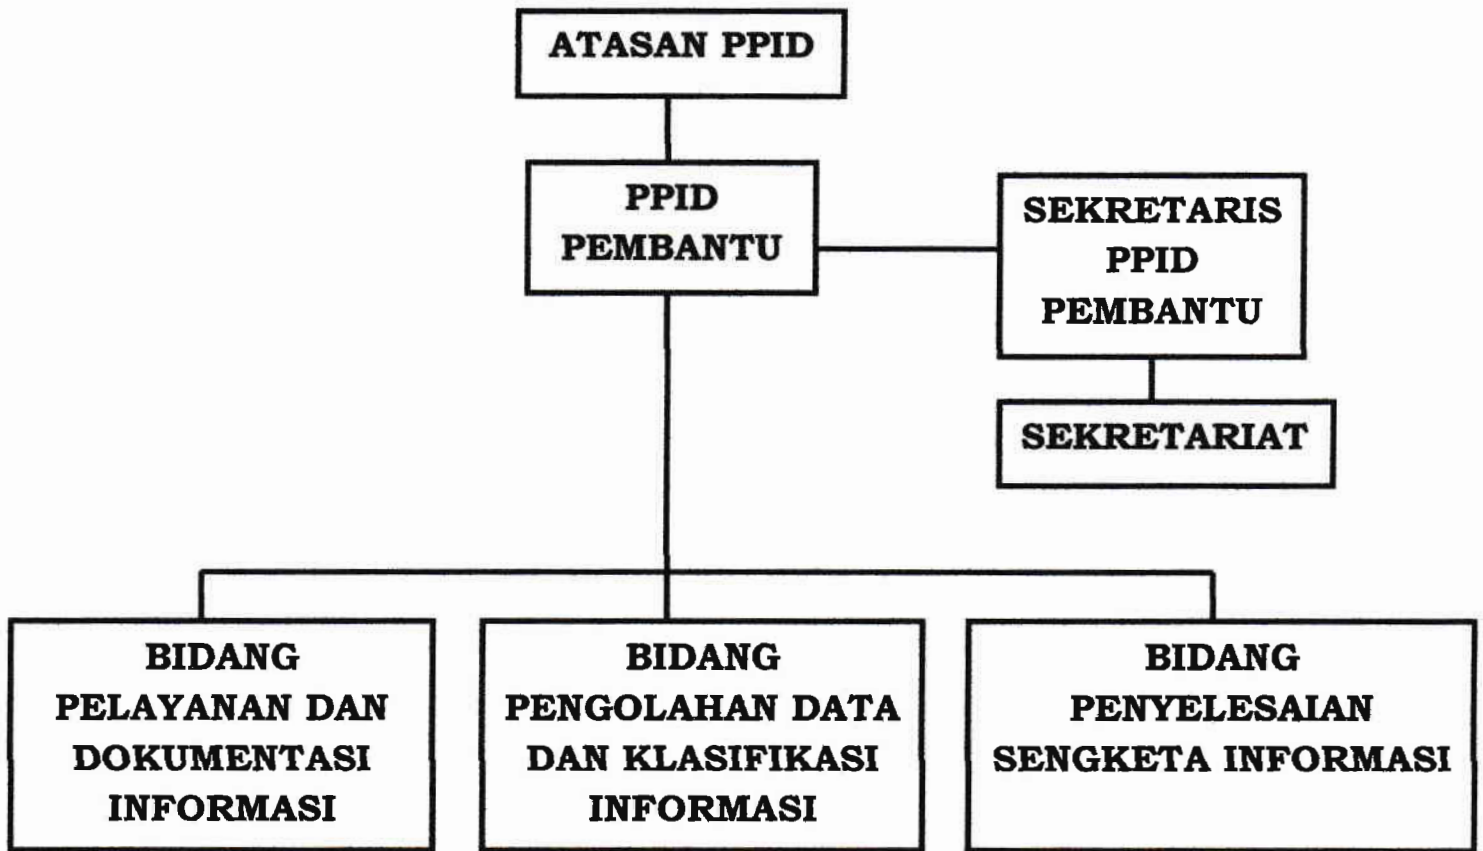 ATASAN PPID
PPID
PEMBANTU
SEKRETARIS
PPID
PEMBANTU
SEKRETARIAT
BIDANG
PELAYANAN DAN
DOKUMENTASI
INFORMASI
BIDANG
PENGOLAHAN DATA
DAN KLASIFIKASI
INFORMASI
BIDANG
PENYELESAIAN
SENGKETA INFORMASI